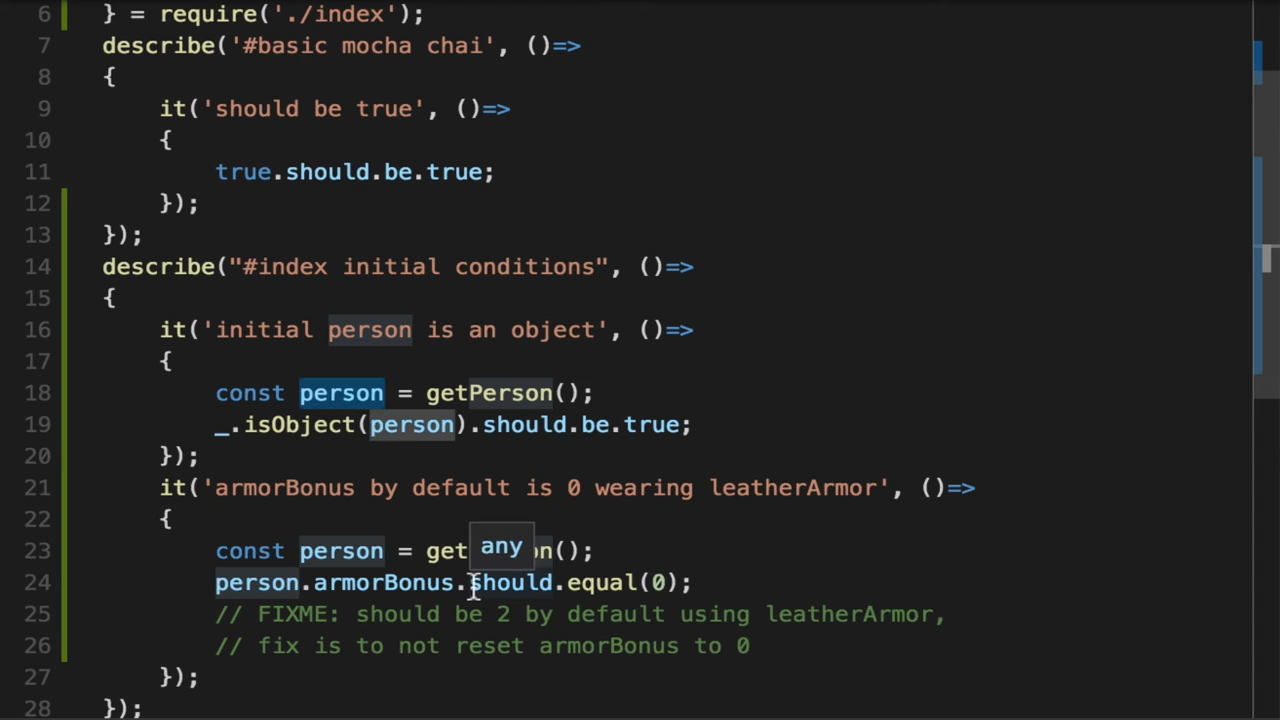 6 } = require('./index');
7 describe('#basic mocha chai', ()=>
8 {
9 it('should be true', ()=>
10 {
11 true.should.be.true;
12 });
13 });
14 describe("#index initial conditions", ()=>
15 {
16 it('initial person is an object', ()=>
17 {
18 const person = getPerson();
19 _.isObject(person).should.be.true;
20 });
21 it('armorBonus by default is 0 wearing leatherArmor', ()=>
22 {
any
23 const person = get on();
24 person.armorBonus.should.equal(0);
25 // FIXME: should be 2 by default using leatherArmor,
26 // fix is to not reset armorBonus to 0
27 });
28 });